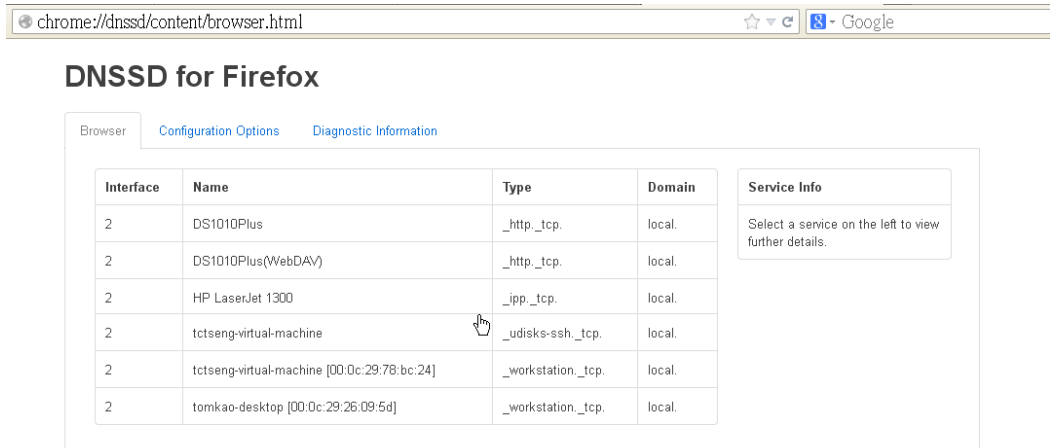 chrome://dnssd/content/browser.html
8 Google
DNSSD for Firefox
Browser Configuration Options Diagnostic Information
Interface Name Type Domain
2 DS1010Plus _http._tcp. local.
2 DS1010Plus(WebDAV) _http._tcp. local.
2 HP LaserJet 1300 _ipp._tcp. local.
2 tctseng-virtual-machine _udisks-ssh._tcp. local.
2 tctseng-virtual-machine [00:0c:29:78:bc:24] _workstation._tcp. local.
2 tomkao-desktop [00:0c:29:26:09:5d] _workstation._tcp. local.
Service Info
Select a service on the left to view
further details.